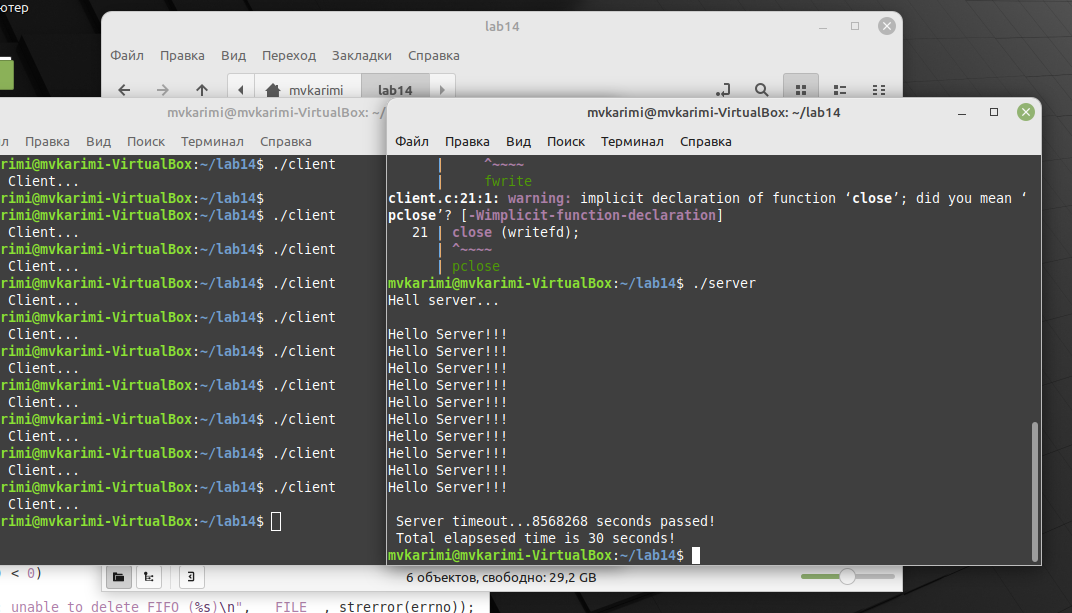 ютер
lab14
Файл Правка Вид Переход Закладки Справка
mvkarimi lab14
mvkarimi@mvkarimi-VirtualBox: ~/
л Правка Вид Поиск Терминал Справка
rimi@mvkarimi-VirtualBox:~/lab14$ ./client
Client...
rimi@mvkarimi-VirtualBox:~/lab14$
rimi@mvkarimi-VirtualBox:~/lab14$ ./client
Client...
rimi@mvkarimi-VirtualBox:~/lab14$ ./client
Client...
rimi@mvkarimi-VirtualBox:~/lab14$ ./client
Client...
rimi@mvkarimi-VirtualBox:~/lab14$ ./client
Client...
rimi@mvkarimi-VirtualBox:~/lab14$ ./client
Client...
rimi@mvkarimi-VirtualBox:~/lab14$ ./client
Client...
rimi@mvkarimi-VirtualBox:~/lab14$ ./client
Client...
rimi@mvkarimi-VirtualBox:~/lab14$ ./client
Client...
rimi@mvkarimi-VirtualBox:~/lab14$ ./client
Client...
rimi@mvkarimi-VirtualBox:~/lab14$
mvkarimi@mvkarimi-VirtualBox: ~/lab14
Файл Правка Вид Поиск Терминал Справка
| ^~~~~
| fwrite
client.c:21:1: warning: implicit declaration of function ‘close’; did you mean ‘
pclose’? [-Wimplicit-function-declaration]
21 | close (writefd);
| ^~~~~
| pclose
mvkarimi@mvkarimi-VirtualBox:~/lab14$ ./server
Hell server...
Hello Server!!!
Hello Server!!!
Hello Server!!!
Hello Server!!!
Hello Server!!!
Hello Server!!!
Hello Server!!!
Hello Server!!!
Hello Server!!!
Hello Server!!!
Server timeout...8568268 seconds passed!
Total elapsesed time is 30 seconds!
mvkarimi@mvkarimi-VirtualBox:~/lab14$
< 0)
6 объектов, свободно: 29,2 GB
unable to delete FIFO (%s)\n", __FILE__, strerror(errno));